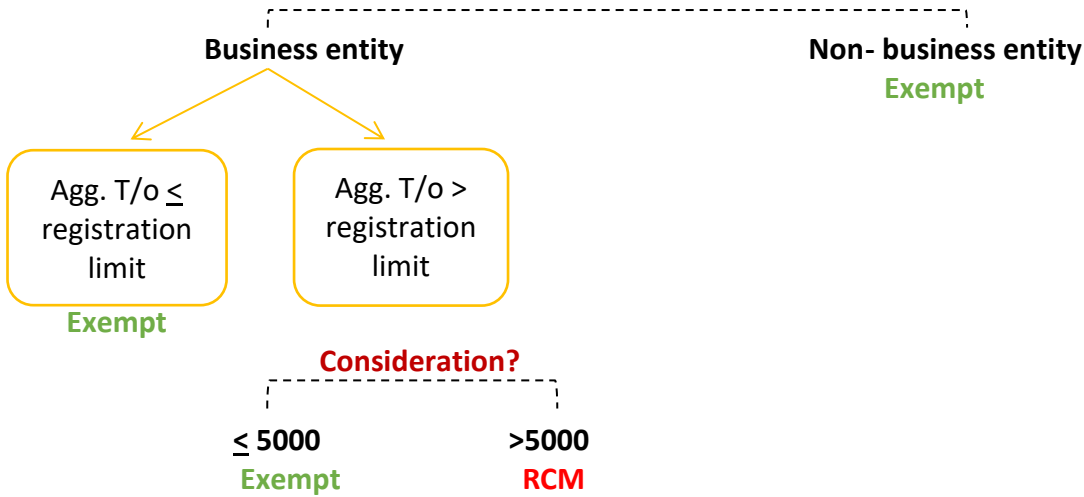 Business entity
Non- business entity
Exempt
Agg. T/o ≤
registration
limit
Agg. T/o >
registration
limit
Exempt
Consideration?
≤ 5000
>5000
Exempt
RCM